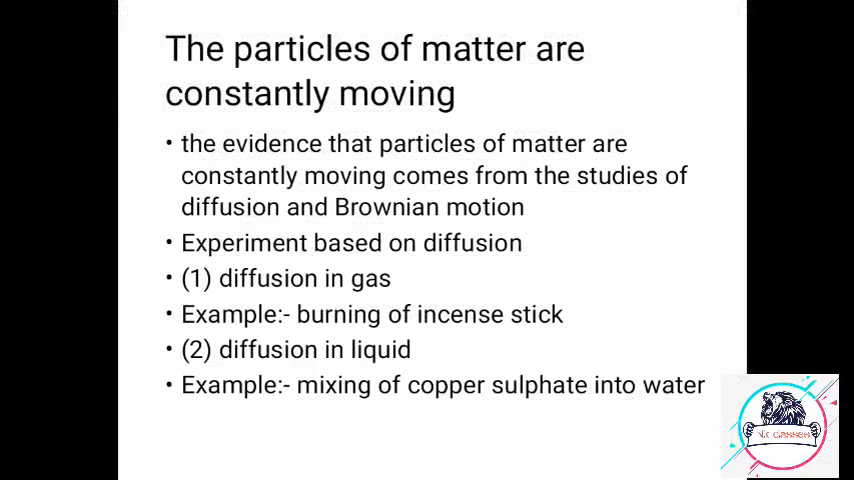 The particles of matter are
constantly moving
• the evidence that particles of matter are
constantly moving comes from the studies of
diffusion and Brownian motion
• Experiment based on diffusion
• (1) diffusion in gas
• Example:- burning of incense stick
• (2) diffusion in liquid
• Example:- mixing of copper sulphate into water
classes